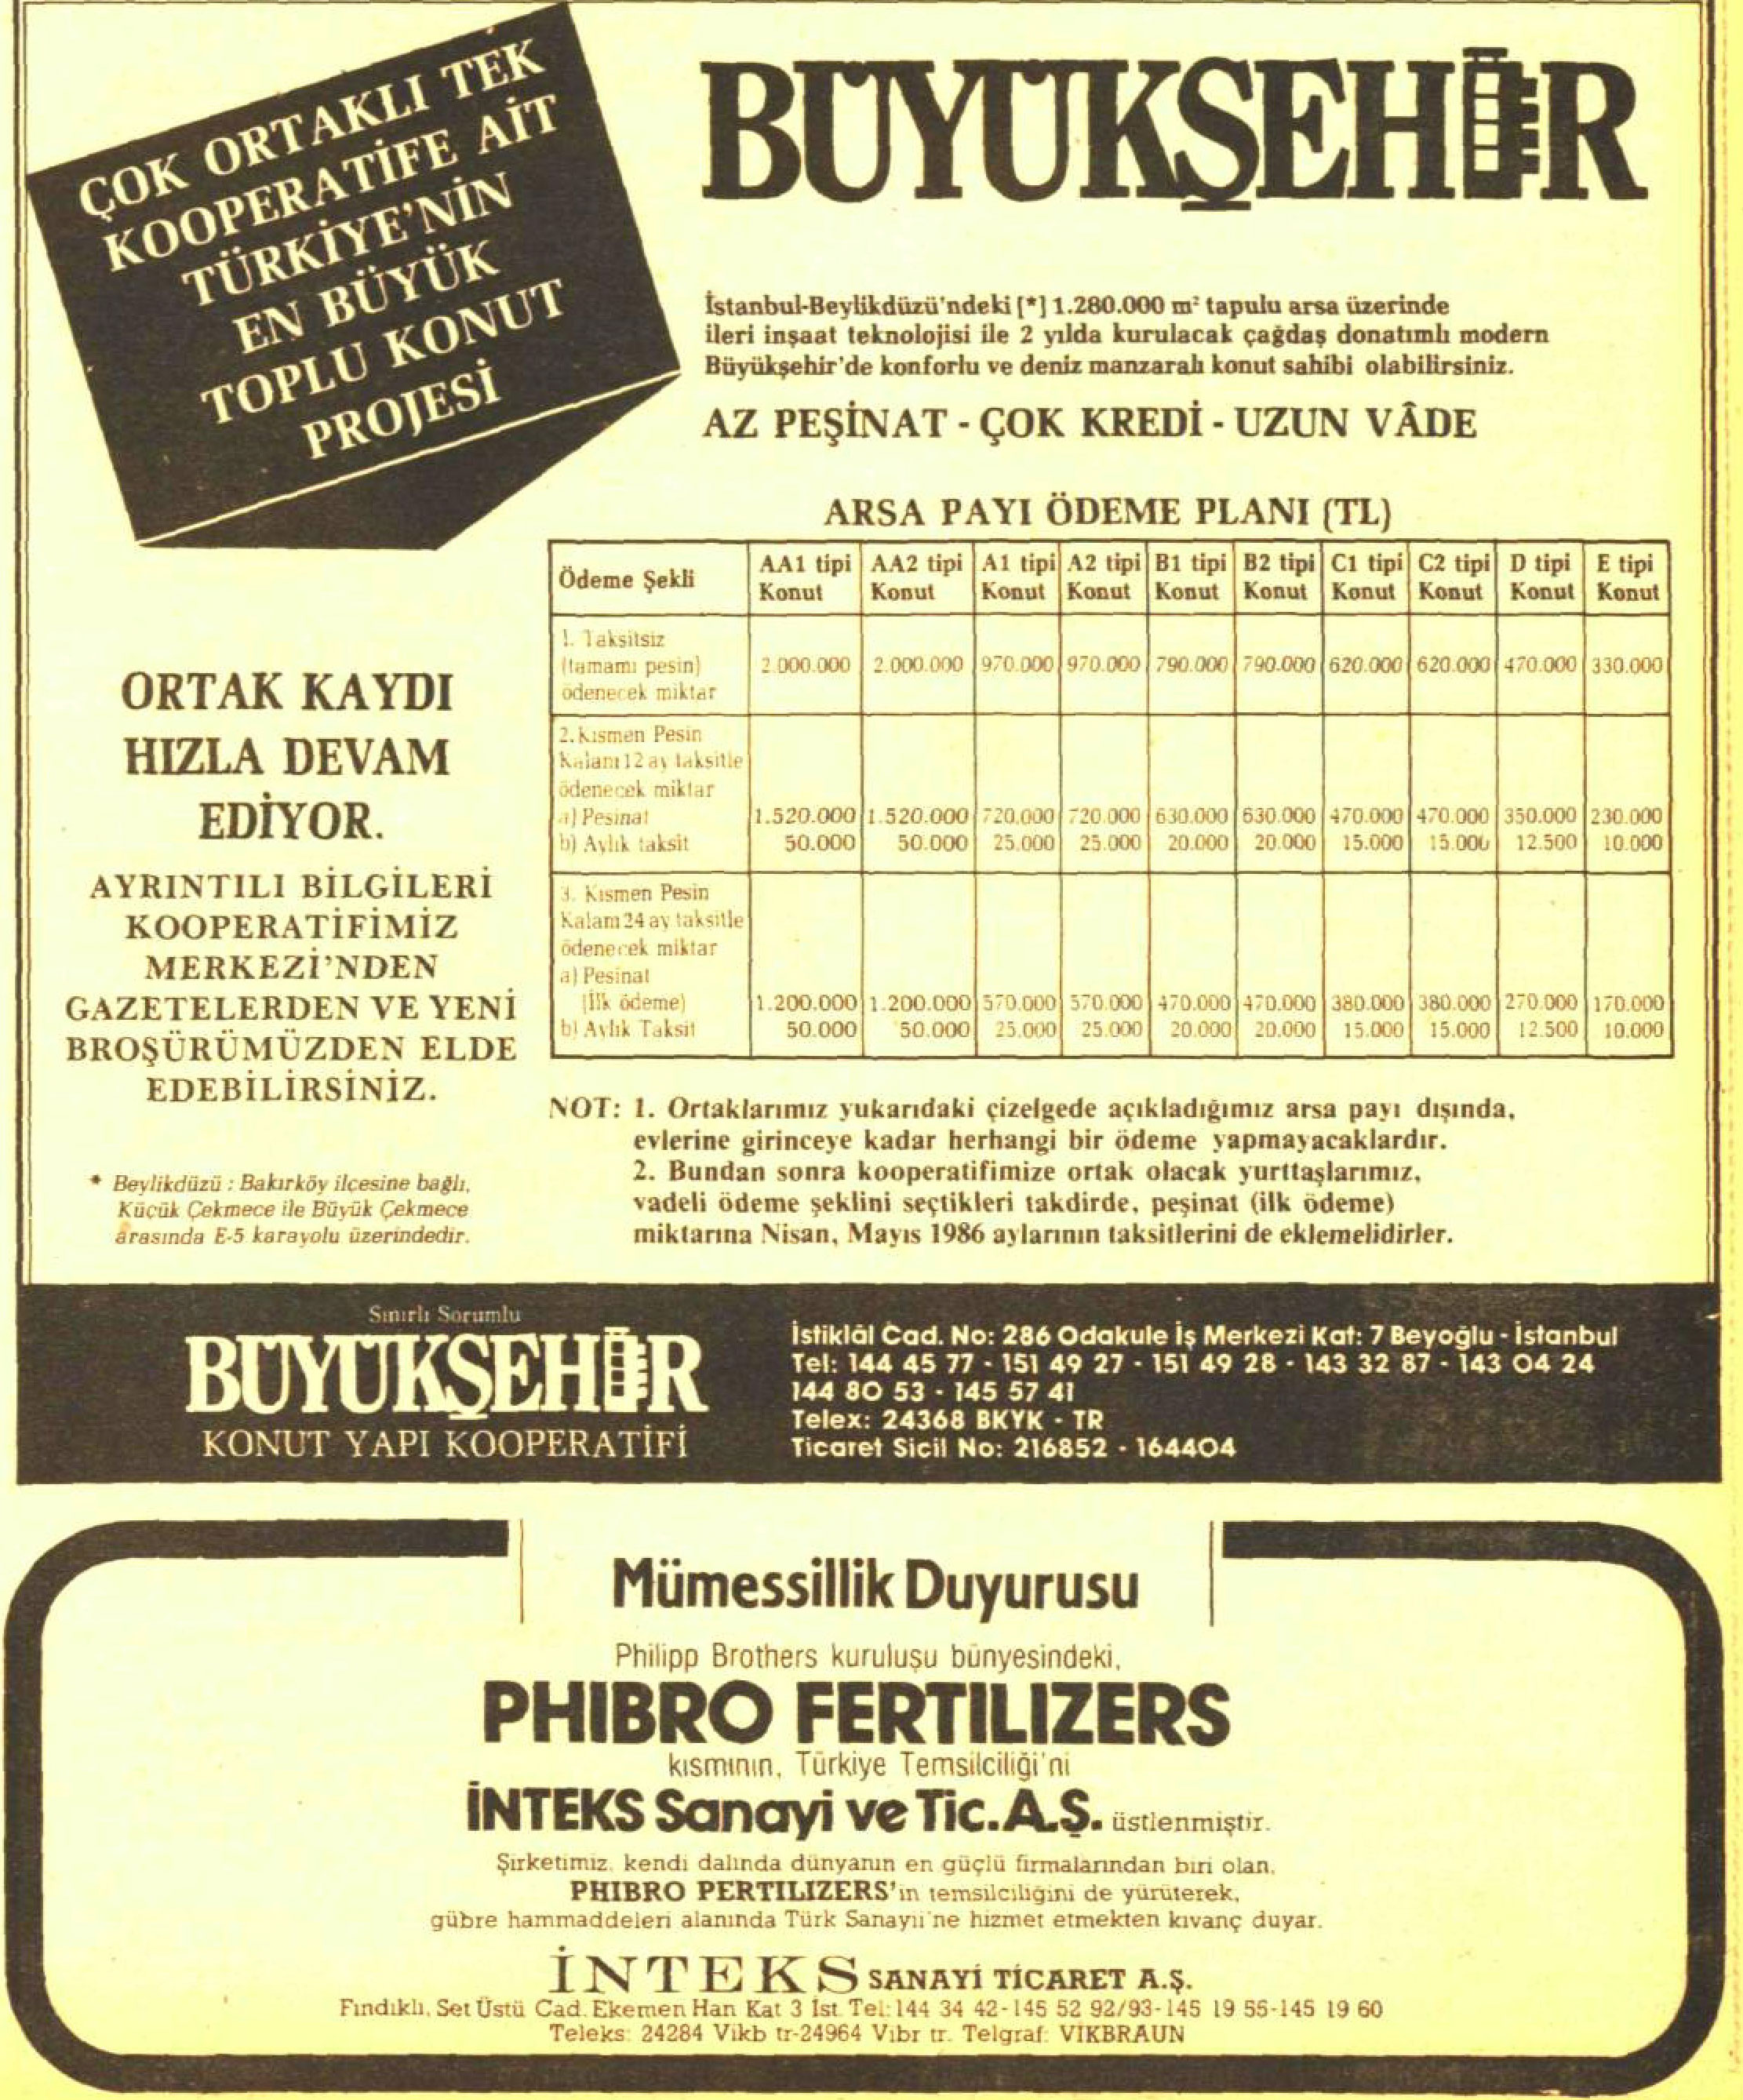 ÇOK ORTAKLI TEK
KOOPERATİFE AİT
TÜRKİYE'NİN
EN BÜYÜK
TOPLU KONUT
PROJESİ
BÜYÜKŞEHİR
İstanbul-Beylikdüzü'ndeki [*] 1.280.000 m² tapulu arsa üzerinde
ileri inşaat teknolojisi ile 2 yılda kurulacak çağdaş donatımlı modern
Büyükşehir'de konforlu ve deniz manzaralı konut sahibi olabilirsiniz.
AZ PEŞİNAT - ÇOK KREDİ - UZUN VÂDE
ORTAK KAYDI
HIZLA DEVAM
EDİYOR.
AYRINTILI BİLGİLERİ
KOOPERATİFİMİZ
MERKEZİ'NDEN
GAZETELERDEN VE YENİ
BROŞÜRÜMÜZDEN ELDE
EDEBİLİRSİNİZ.
* Beylikdüzü : Bakırköy ilçesine bağlı,
Küçük Çekmece ile Büyük Çekmece
arasında E-5 karayolu üzerindedir.
ARSA PAYI ÖDEME PLANI (TL)
Ödeme Şekli AA1 tipi Konut AA2 tipi Konut A1 tipi Konut A2 tipi Konut B1 tipi Konut B2 tipi Konut C1 tipi Konut C2 tipi Konut D tipi Konut E tipi Konut
1. Taksitsiz
(tamamı pesin) 2.000.000 2.000.000 970.000 970.000 790.000 790.000 620.000 620.000 470.000 330.000
ödenecek miktar
2. Kısmen Pesin
Kalanı 12 ay taksitle
ödenecek miktar
a) Pesinat 1.520.000 1.520.000 720.000 720.000 630.000 630.000 470.000 470.000 350.000 230.000
b) Aylık taksit 50.000 50.000 25.000 25.000 20.000 20.000 15.000 15.000 12.500 10.000
3. Kısmen Pesin
Kalanı 24 ay taksitle
ödenecek miktar
a) Pesinat
(İlk ödeme) 1.200.000 1.200.000 570.000 570.000 470.000 470.000 380.000 380.000 270.000 170.000
b) Aylık Taksit 50.000 50.000 25.000 25.000 20.000 20.000 15.000 15.000 12.500 10.000
NOT: 1. Ortaklarımız yukarıdaki çizelgede açıkladığımız arsa payı dışında,
evlerine girinceye kadar herhangi bir ödeme yapmayacaklardır.
2. Bundan sonra kooperatifimize ortak olacak yurttaşlarımız,
vadeli ödeme şeklini seçtikleri takdirde, peşinat (ilk ödeme)
miktarına Nisan, Mayıs 1986 aylarının taksitlerini de eklemelidirler.
Sınırlı Sorumlu
BÜYÜKŞEHİR
KONUT YAPI KOOPERATİFİ
İstiklâl Cad. No: 286 Odakule İş Merkezi Kat: 7 Beyoğlu - İstanbul
Tel: 144 45 77 - 151 49 27 - 151 49 28 - 143 32 87 - 143 04 24
144 80 53 - 145 57 41
Telex: 24368 BKYK - TR
Ticaret Sicil No: 216852 - 164404
Mümessillik Duyurusu
Philipp Brothers kuruluşu bünyesindeki,
PHIBRO FERTILIZERS
kısmının, Türkiye Temsilciliği'ni
İNTEKS Sanayi ve Tic. A.Ş. üstlenmiştir.
Şirketimiz, kendi dalında dünyanın en güçlü firmalarından biri olan,
PHIBRO PERTILIZERS'in temsilciliğini de yürüterek,
gübre hammaddeleri alanında Türk Sanayii'ne hizmet etmekten kıvanç duyar.
İNTEKS SANAYİ TİCARET A.Ş.
Fındıklı, Set Üstü Cad. Ekemen Han Kat 3 İst. Tel: 144 34 42-145 52 92/93-145 19 55-145 19 60
Teleks: 24284 Vikb tr-24964 Vibr tr. Telgraf: VİKBRAUN